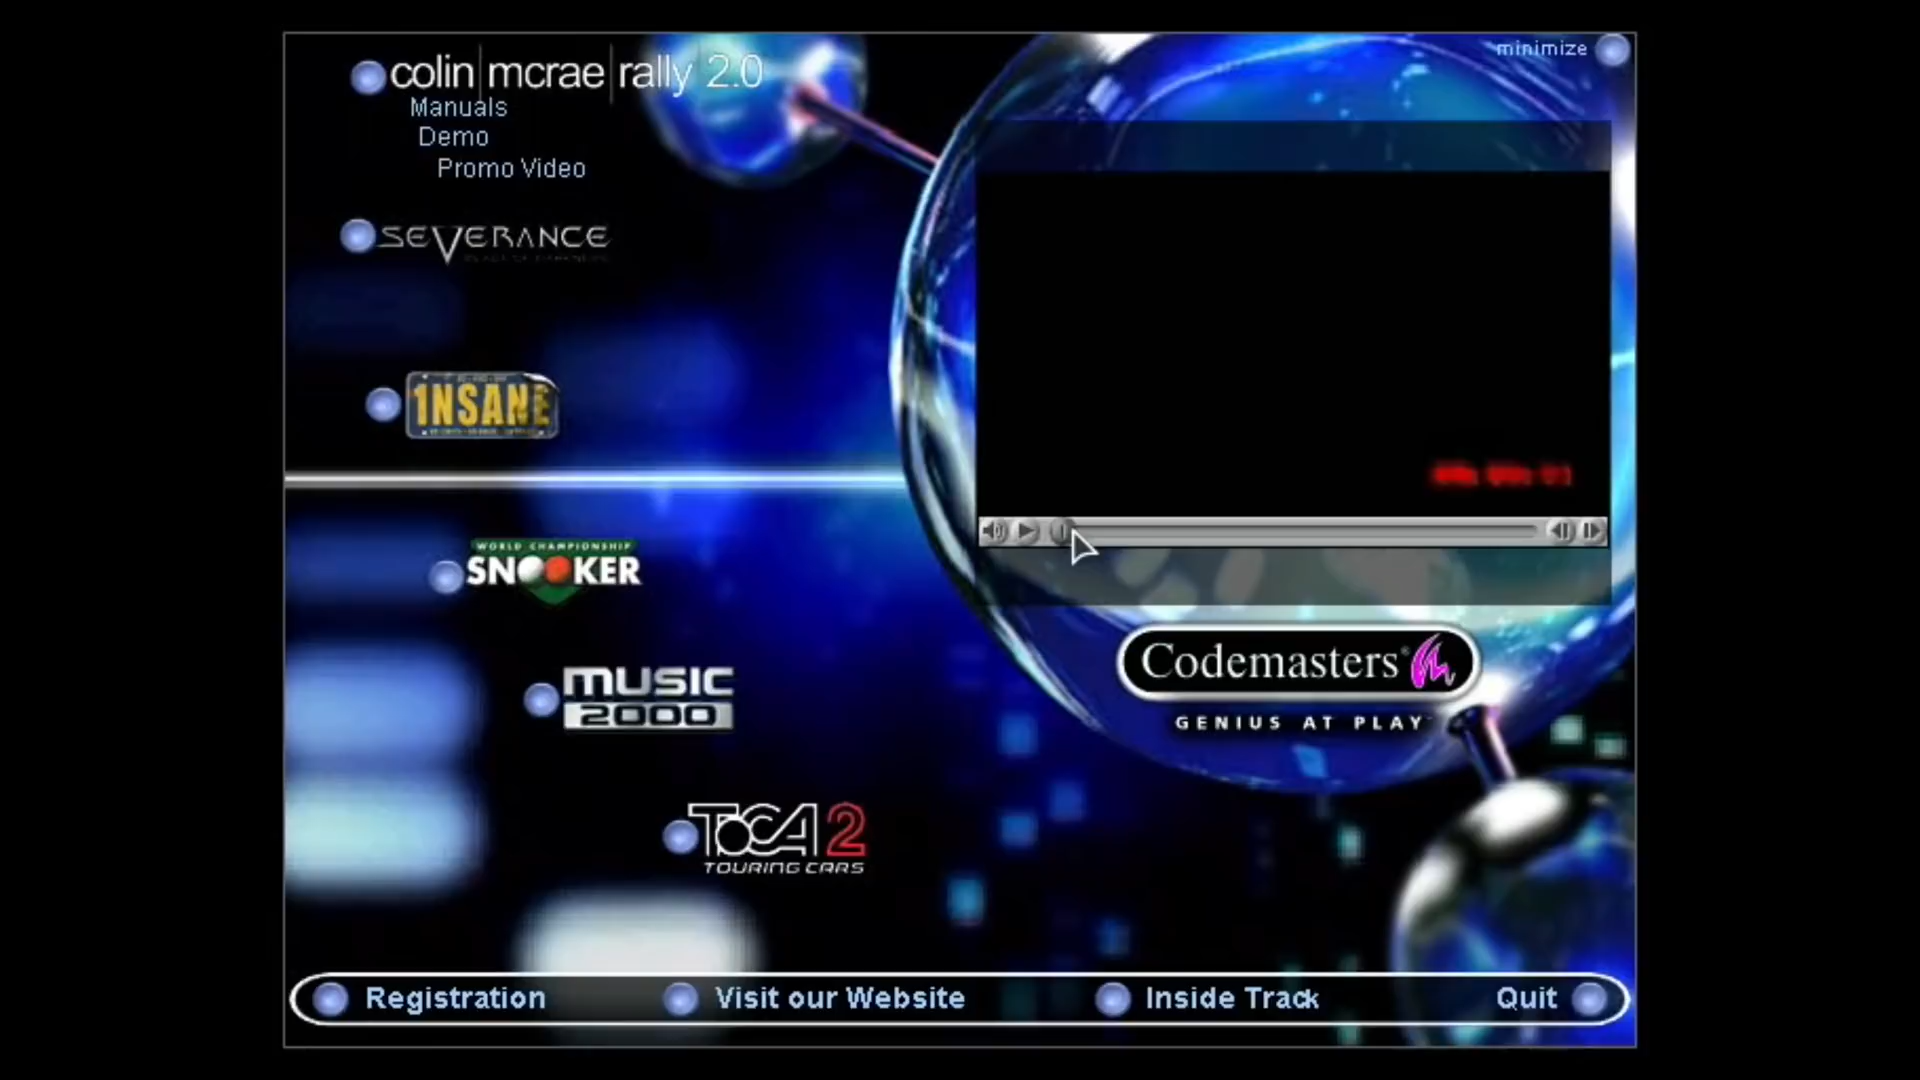 minimize
colin mcrae rally 2.0
Manuals
Demo
Promo Video
SEVERANCE
1NSANE
WORLD CHAMPIONSHIP
SNOOKER
MUSIC
2000
TOCA 2
TOURING CARS
Codemasters®
GENIUS AT PLAY
Registration
Visit our Website
Inside Track
Quit